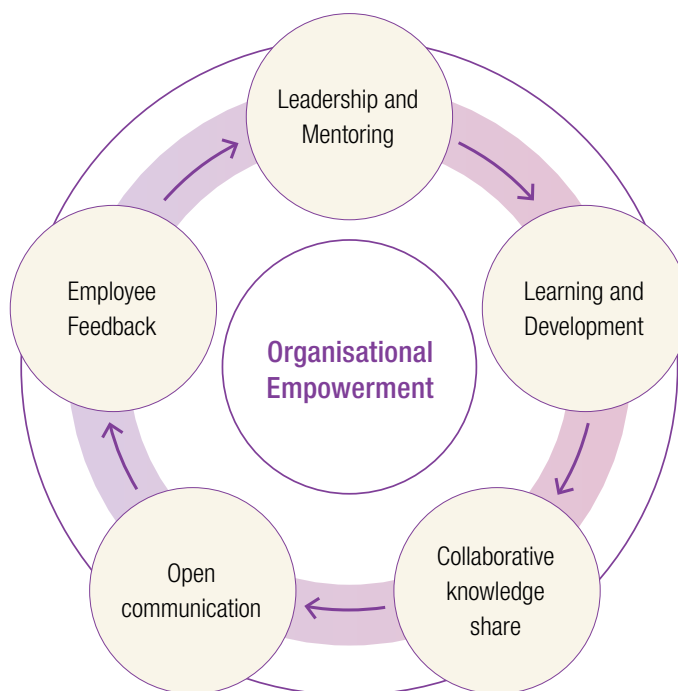 Leadership and
Mentoring
Learning and
Development
Collaborative
knowledge
share
Open
communication
Employee
Feedback
Organisational
Empowerment